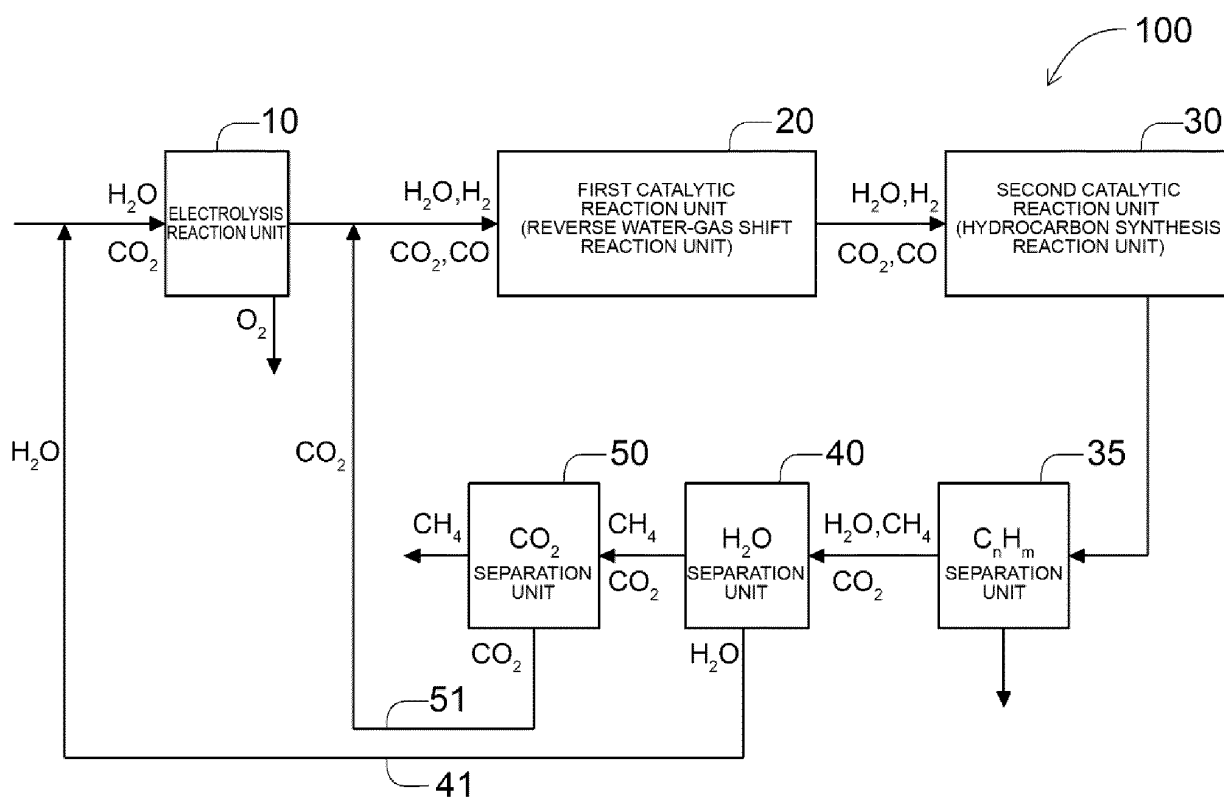 100
10
20
30
H₂O
CO₂
ELECTROLYSIS
REACTION UNIT
O₂
H₂O,H₂
CO₂,CO
FIRST CATALYTIC
REACTION UNIT
(REVERSE WATER-GAS SHIFT
REACTION UNIT)
H₂O,H₂
CO₂,CO
SECOND CATALYTIC
REACTION UNIT
(HYDROCARBON SYNTHESIS
REACTION UNIT)
H₂O
CO₂
50
40
35
CH₄
CO₂
SEPARATION
UNIT
CO₂
CH₄
CO₂
H₂O
SEPARATION
UNIT
H₂O
H₂O,CH₄
CO₂
CₙHₘ
SEPARATION
UNIT
51
41